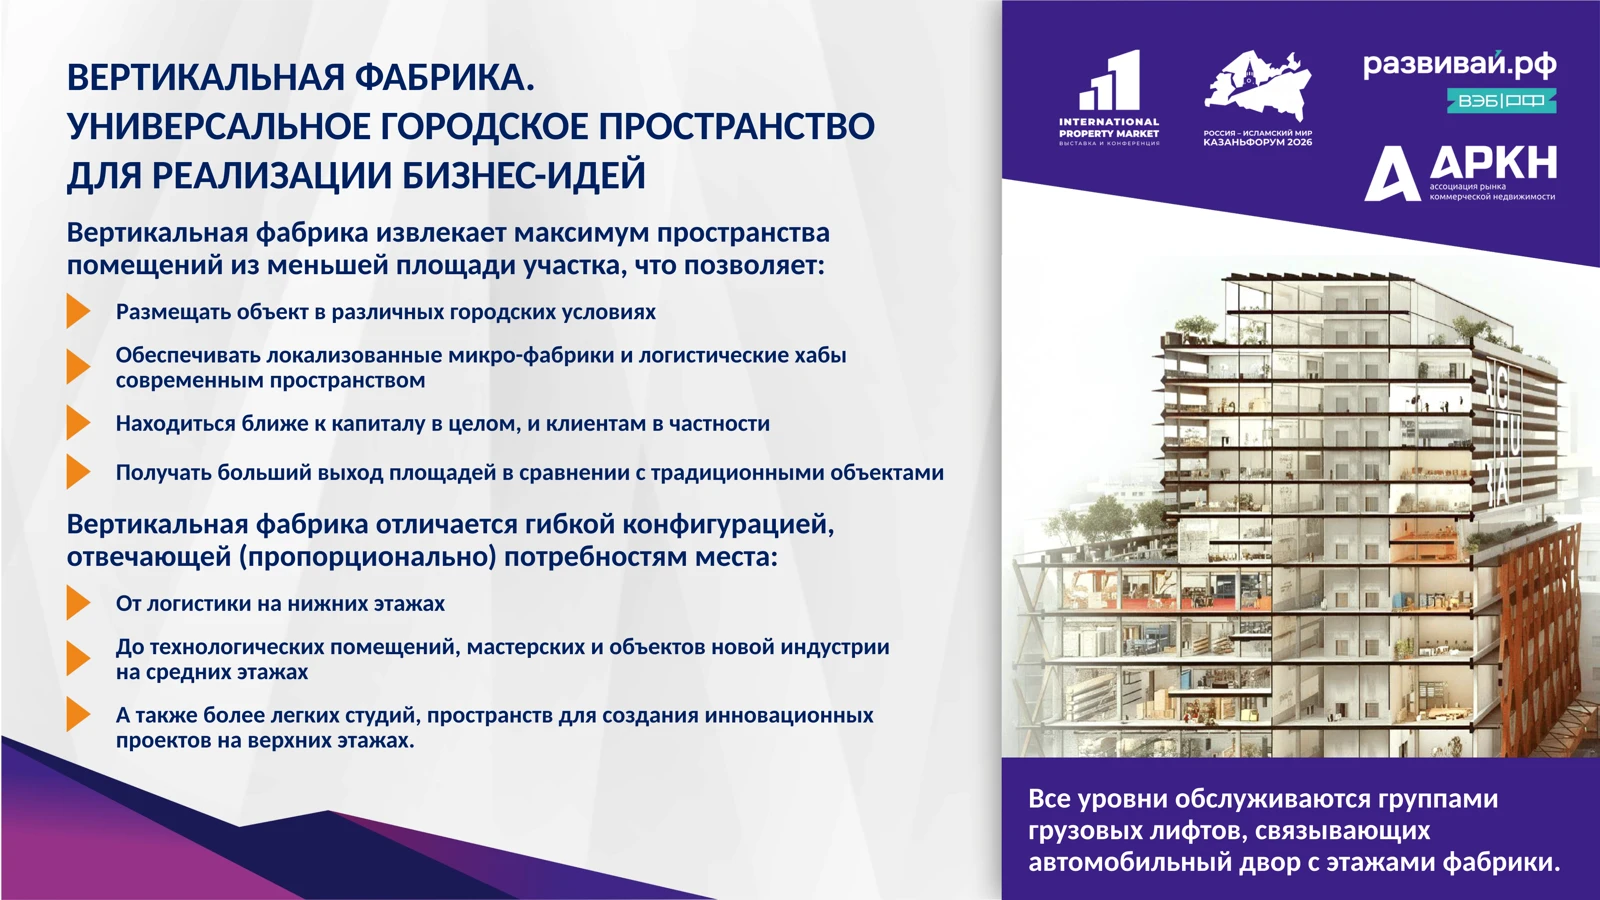 ВЕРТИКАЛЬНАЯ ФАБРИКА.
УНИВЕРСАЛЬНОЕ ГОРОДСКОЕ ПРОСТРАНСТВО
ДЛЯ РЕАЛИЗАЦИИ БИЗНЕС-ИДЕЙ
Вертикальная фабрика извлекает максимум пространства
помещений из меньшей площади участка, что позволяет:
Размещать объект в различных городских условиях
Обеспечивать локализованные микро-фабрики и логистические хабы
современным пространством
Находиться ближе к капиталу в целом, и клиентам в частности
Получать больший выход площадей в сравнении с традиционными объектами
Вертикальная фабрика отличается гибкой конфигурацией,
отвечающей (пропорционально) потребностям места:
От логистики на нижних этажах
До технологических помещений, мастерских и объектов новой индустрии
на средних этажах
А также более легких студий, пространств для создания инновационных
проектов на верхних этажах.
INTERNATIONAL
PROPERTY MARKET
ВЫСТАВКА И КОНФЕРЕНЦИЯ
РОССИЯ – ИСЛАМСКИЙ МИР
КАЗАНЬФОРУМ 2026
развивай.рф
ВЭБ|РФ
АРКН
ассоциация рынка
коммерческой недвижимости
Все уровни обслуживаются группами
грузовых лифтов, связывающих
автомобильный двор с этажами фабрики.